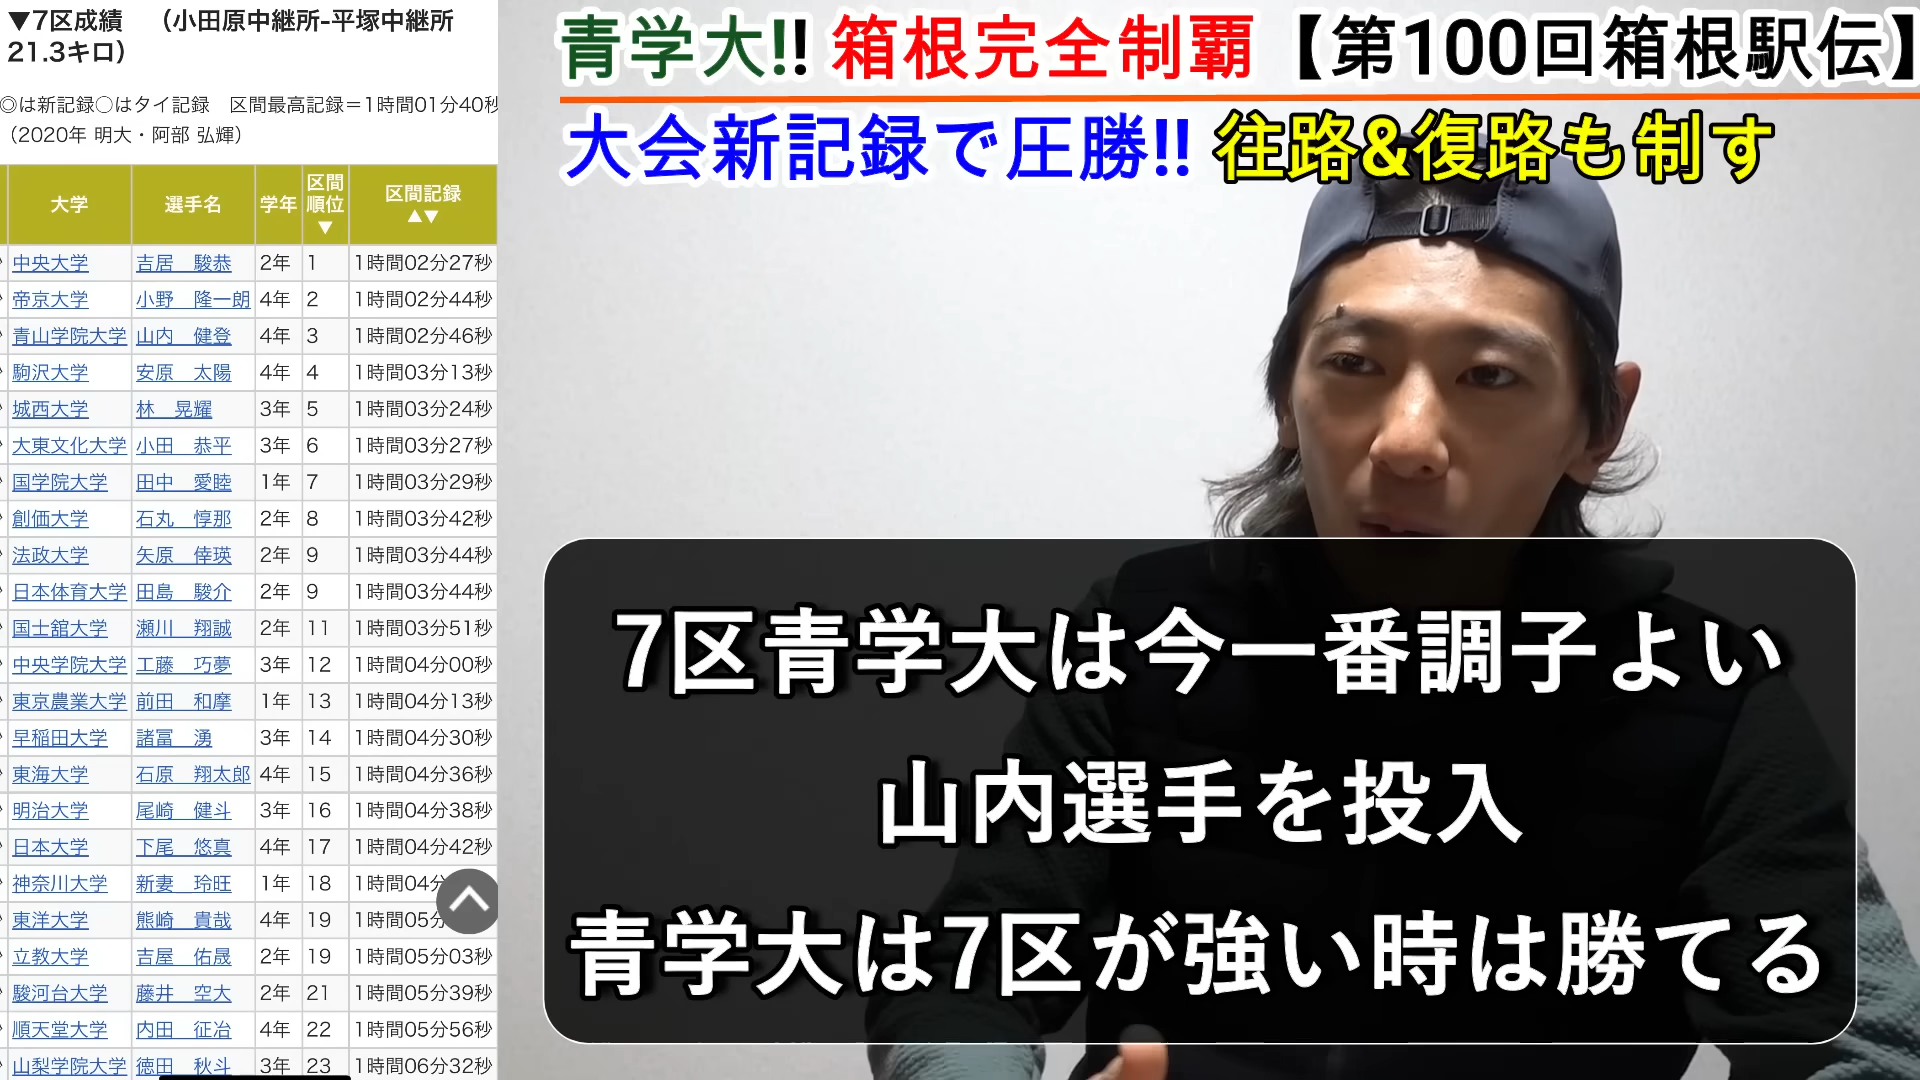 ▼7区成績　（小田原中継所-平塚中継所
21.3キロ）
◎は新記録○はタイ記録　区間最高記録＝1時間01分40秒
（2020年 明大・阿部 弘輝）
大学 選手名 学年 区間順位▼ 区間記録▲▼
中央大学 吉居　駿恭 2年 1 1時間02分27秒
帝京大学 小野　隆一朗 4年 2 1時間02分44秒
青山学院大学 山内　健登 4年 3 1時間02分46秒
駒沢大学 安原　太陽 4年 4 1時間03分13秒
城西大学 林　晃耀 3年 5 1時間03分24秒
大東文化大学 小田　恭平 3年 6 1時間03分27秒
国学院大学 田中　愛睦 1年 7 1時間03分29秒
創価大学 石丸　惇那 2年 8 1時間03分42秒
法政大学 矢原　倖瑛 2年 9 1時間03分44秒
日本体育大学 田島　駿介 2年 9 1時間03分44秒
国士舘大学 瀬川　翔誠 2年 11 1時間03分51秒
中央学院大学 工藤　巧夢 3年 12 1時間04分00秒
東京農業大学 前田　和摩 1年 13 1時間04分13秒
早稲田大学 諸冨　湧 3年 14 1時間04分30秒
東海大学 石原　翔太郎 4年 15 1時間04分36秒
明治大学 尾崎　健斗 3年 16 1時間04分38秒
日本大学 下尾　悠真 4年 17 1時間04分42秒
神奈川大学 新妻　玲旺 1年 18 1時間04分
東洋大学 熊崎　貴哉 4年 19 1時間05分
立教大学 吉屋　佑晟 2年 19 1時間05分03秒
駿河台大学 藤井　空大 2年 21 1時間05分39秒
順天堂大学 内田　征冶 4年 22 1時間05分56秒
山梨学院大学 徳田　秋斗 3年 23 1時間06分32秒
青学大!! 箱根完全制覇【第100回箱根駅伝】
大会新記録で圧勝!! 往路&復路も制す
7区青学大は今一番調子よい
山内選手を投入
青学大は7区が強い時は勝てる